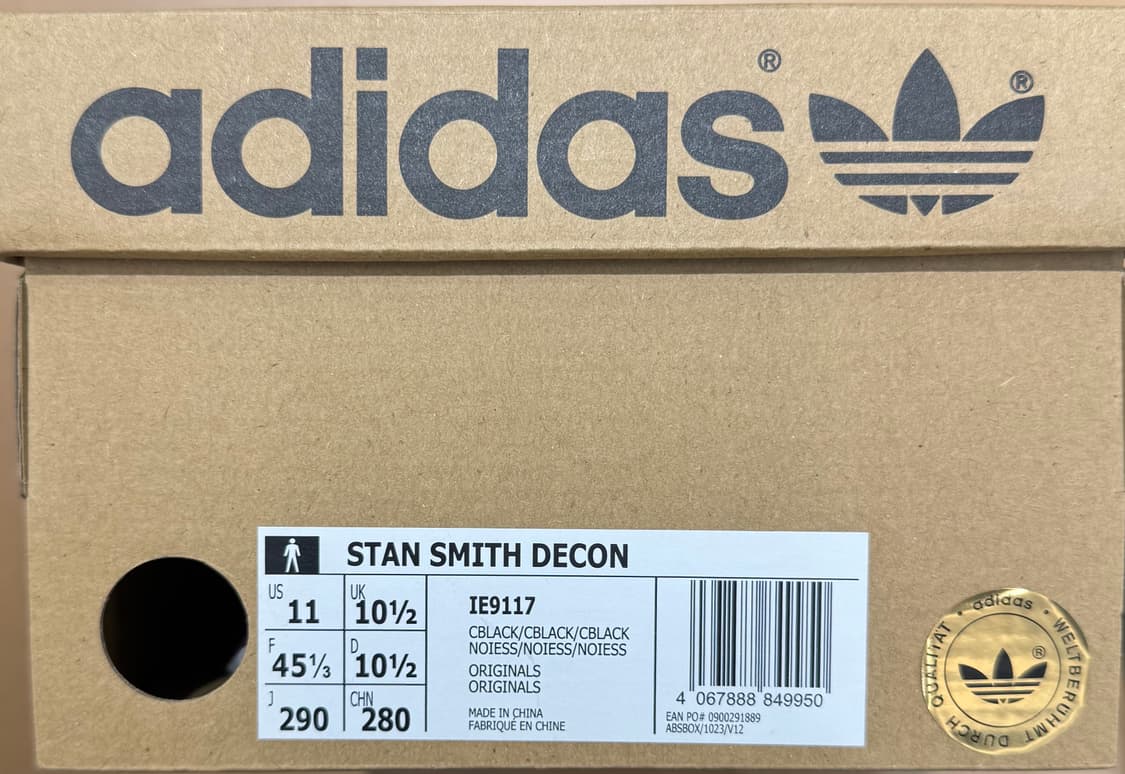 adidas® ®
STAN SMITH DECON
US 11 UK 10½
F 45⅓ D 10½
J 290 CHN 280
IE9117
CBLACK/CBLACK/CBLACK
NOIESS/NOIESS/NOIESS
ORIGINALS
ORIGINALS
MADE IN CHINA
FABRIQUÉ EN CHINE
4 067888 849950
EAN PO# 0900291889
ABSBOX/1023/V12
adidas • WELTBERÜHMT DURCH QUALITÄT •
®